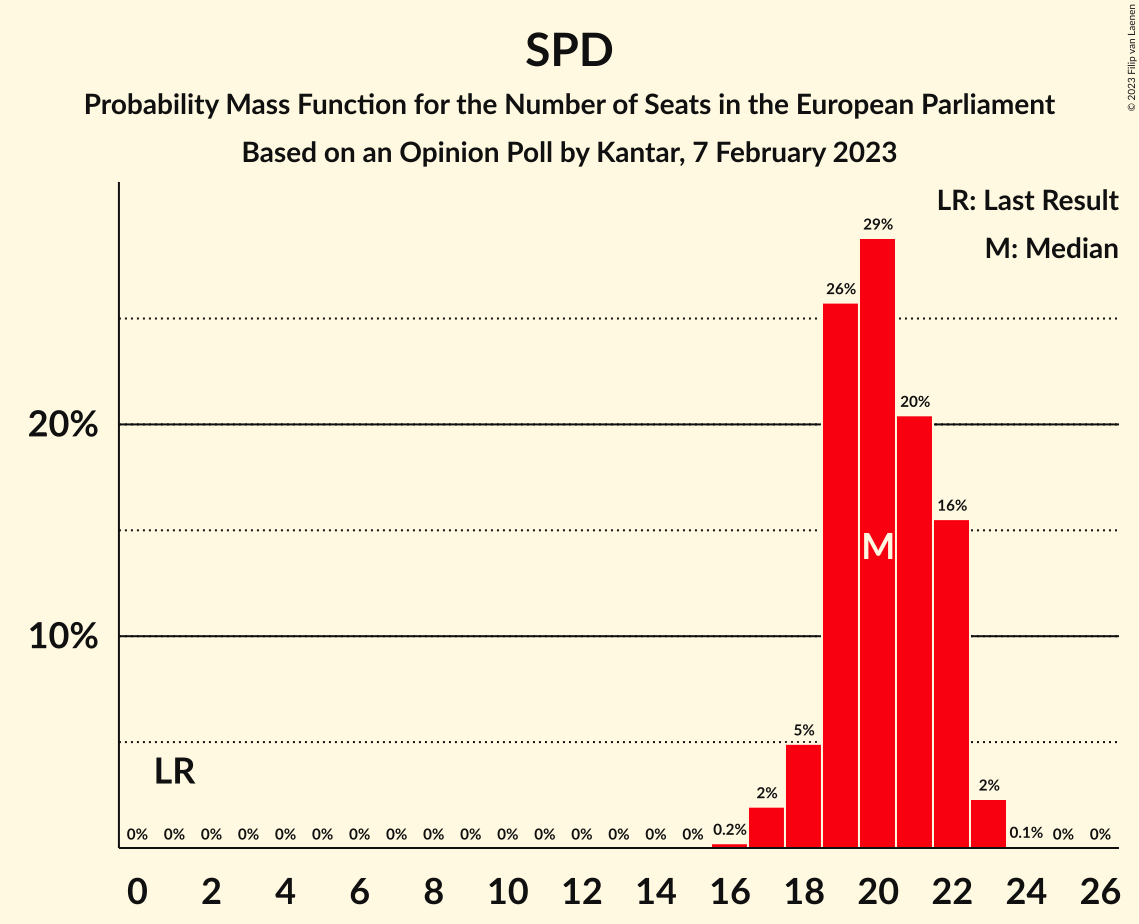 SPD
Probability Mass Function for the Number of Seats in the European Parliament
Based on an Opinion Poll by Kantar, 7 February 2023
© 2023 Filip van Laenen
LR: Last Result
M: Median
29%
26%
20%
20%
16%
M
10%
5%
LR
2%
2%
0% 0% 0% 0% 0% 0% 0% 0% 0% 0% 0% 0% 0% 0% 0% 0% 0.2% 0.1% 0% 0%
0 2 4 6 8 10 12 14 16 18 20 22 24 26